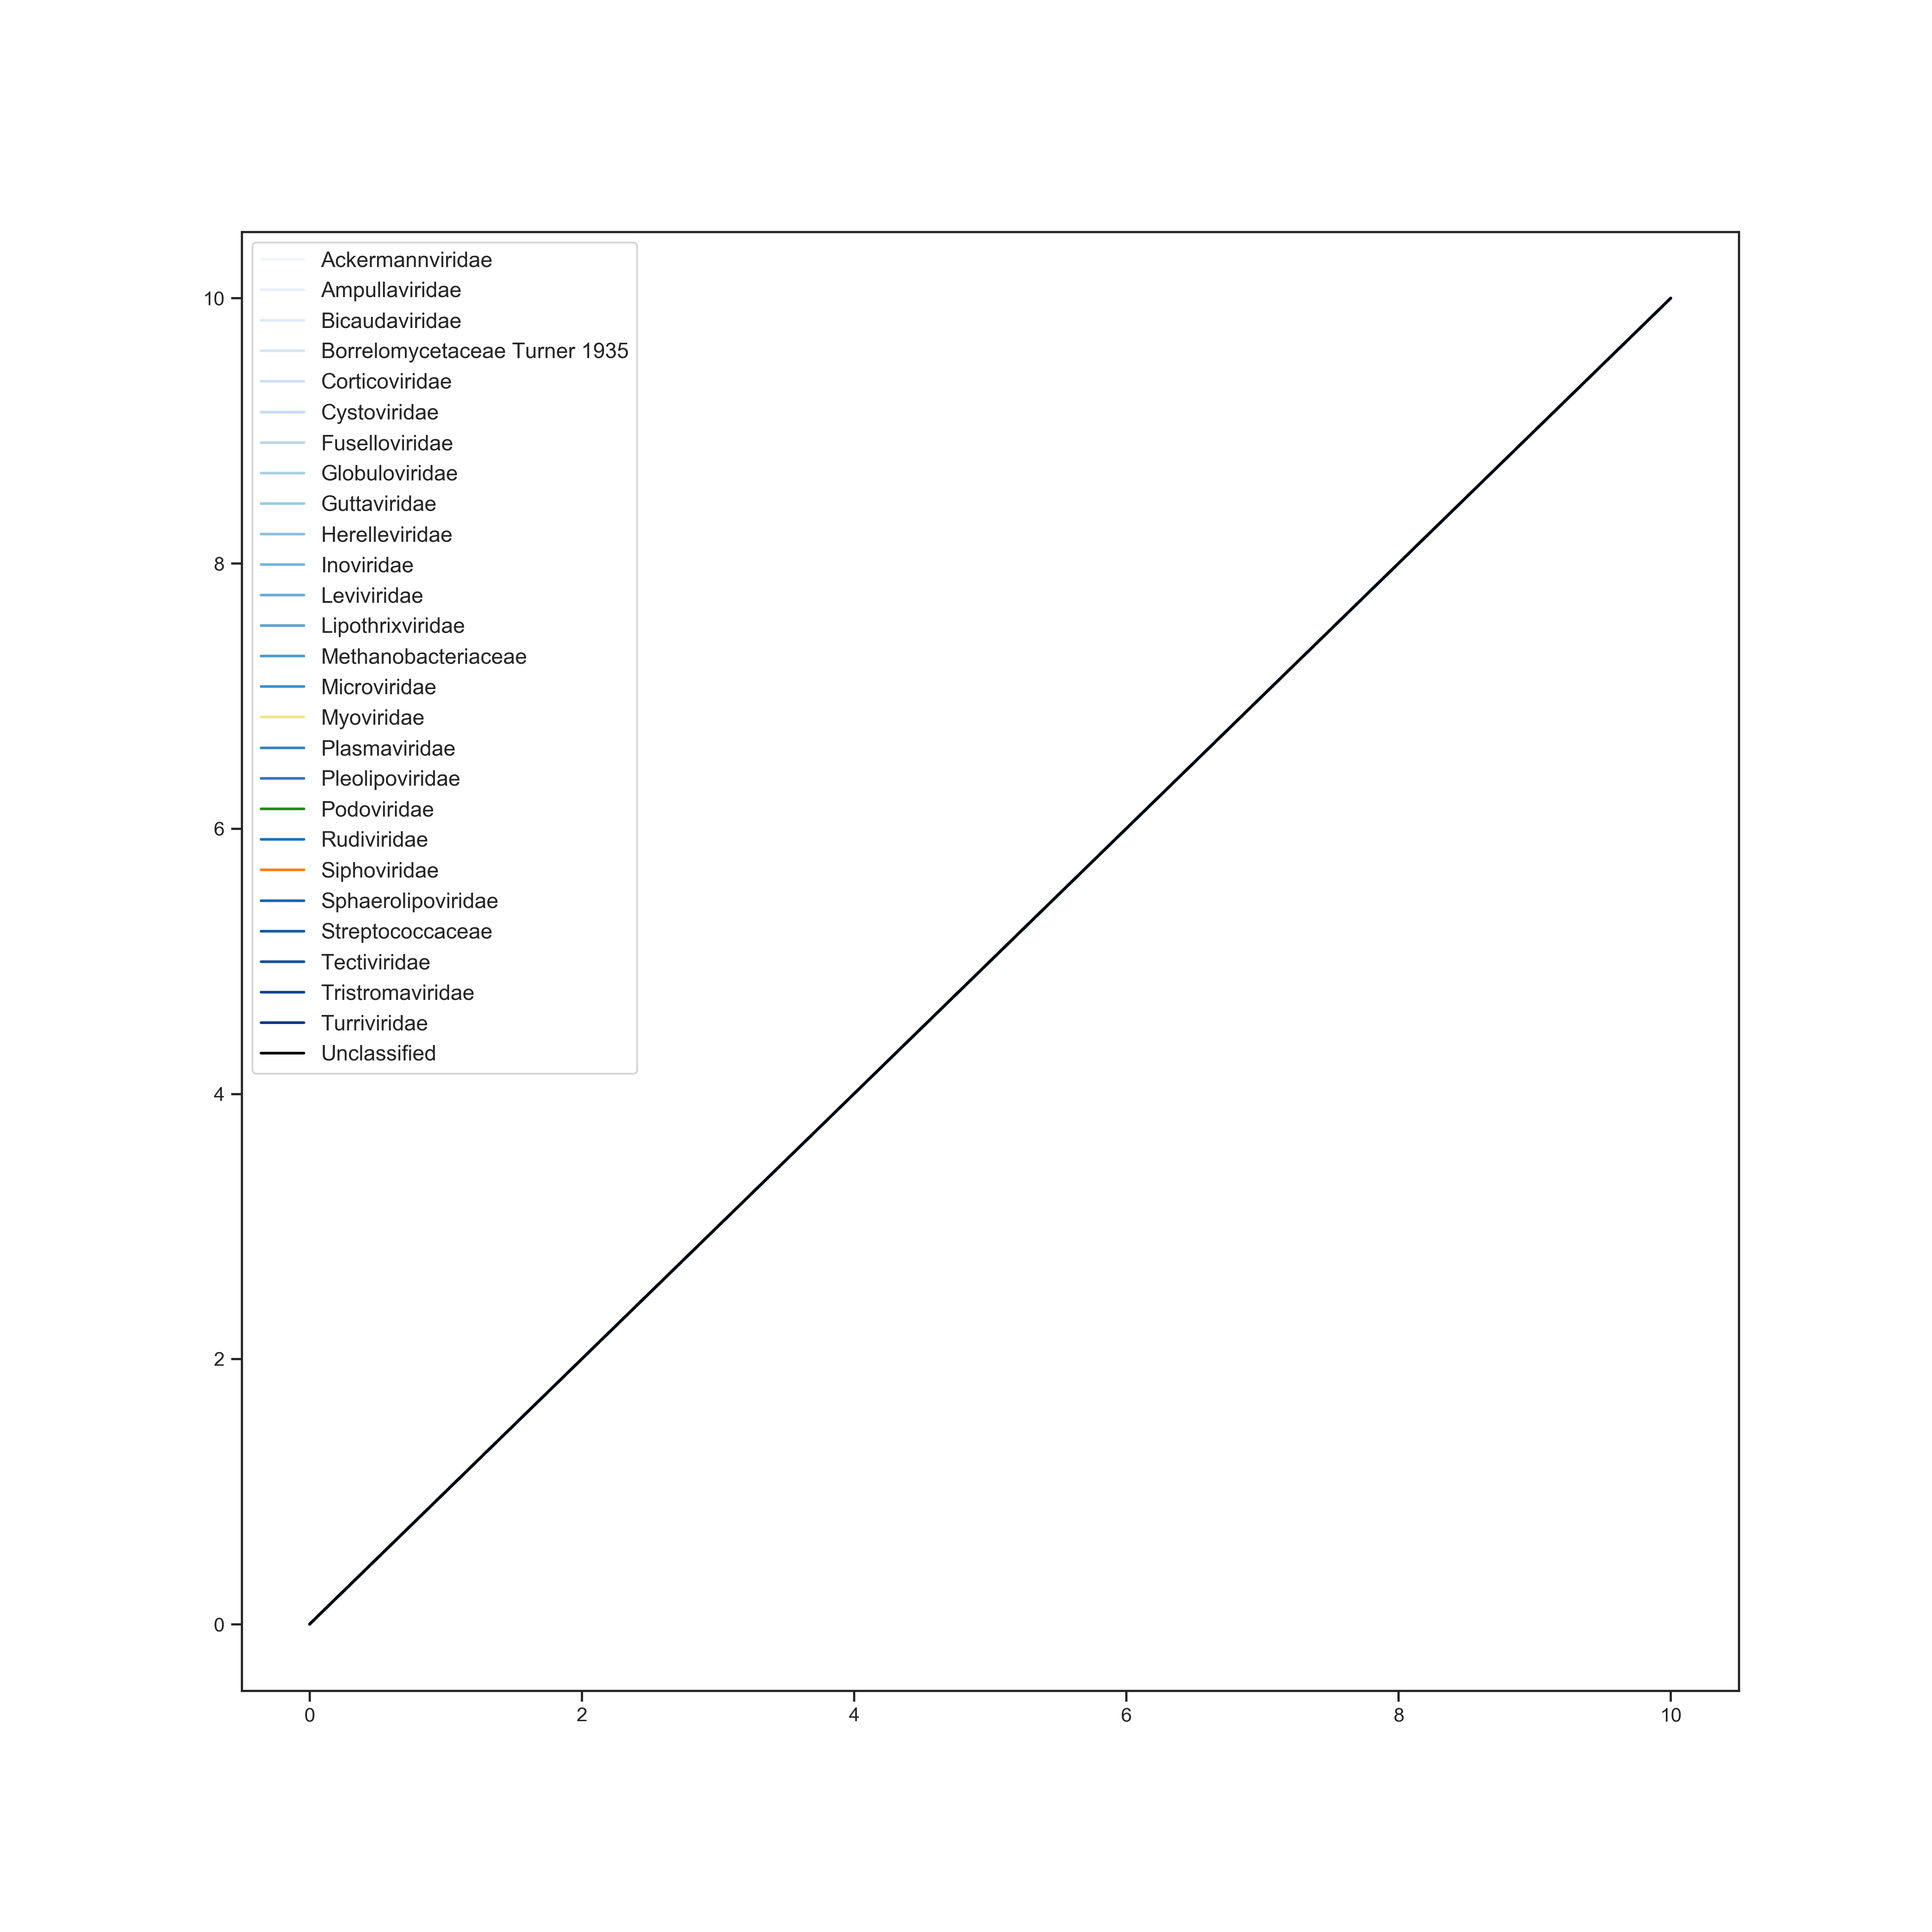 Ackermannviridae
Ampullaviridae
Bicaudaviridae
Borrelomycetaceae Turner 1935
Corticoviridae
Cystoviridae
Fuselloviridae
Globuloviridae
Guttaviridae
Herelleviridae
Inoviridae
Leviviridae
Lipothrixviridae
Methanobacteriaceae
Microviridae
Myoviridae
Plasmaviridae
Pleolipoviridae
Podoviridae
Rudiviridae
Siphoviridae
Sphaerolipoviridae
Streptococcaceae
Tectiviridae
Tristromaviridae
Turriviridae
Unclassified
10
8
6
4
2
0
0 2 4 6 8 10